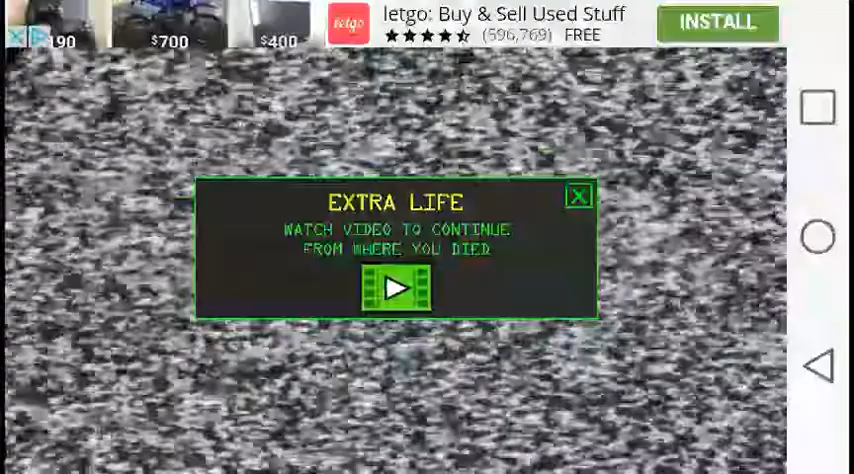 letgo: Buy & Sell Used Stuff
letgo
(596,769) FREE
INSTALL
190
$700
$400
EXTRA LIFE
X
WATCH VIDEO TO CONTINUE
FROM WHERE YOU DIED